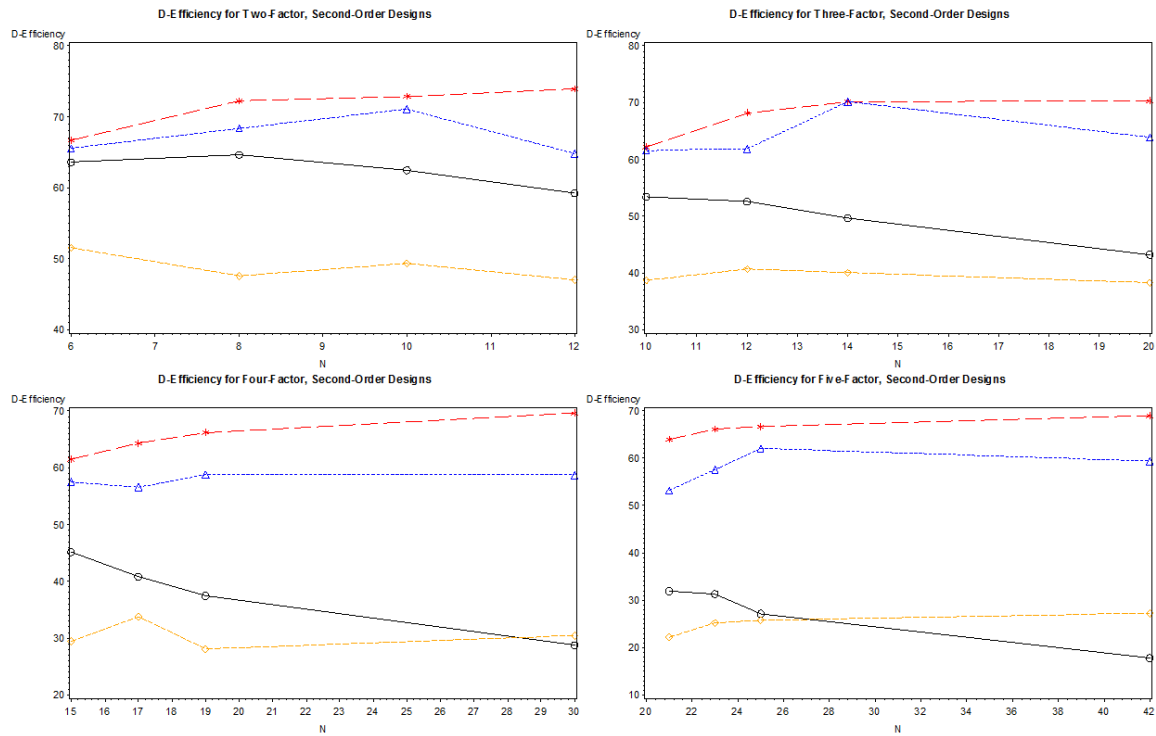 D-Efficiency for Two-Factor, Second-Order Designs
D-Efficiency
80
70
60
50
40
6 7 8 9 10 11 12
N
D-Efficiency for Three-Factor, Second-Order Designs
D-Efficiency
80
70
60
50
40
30
10 11 12 13 14 15 16 17 18 19 20
N
D-Efficiency for Four-Factor, Second-Order Designs
D-Efficiency
70
60
50
40
30
20
15 16 17 18 19 20 21 22 23 24 25 26 27 28 29 30
N
D-Efficiency for Five-Factor, Second-Order Designs
D-Efficiency
70
60
50
40
30
20
10
20 22 24 26 28 30 32 34 36 38 40 42
N